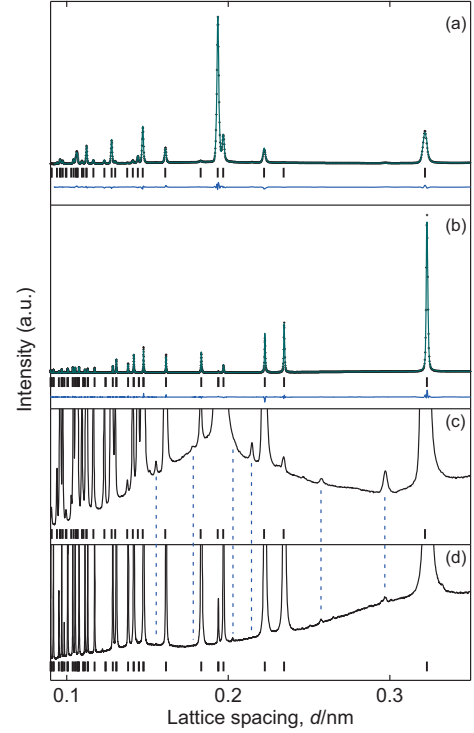 (a)
(b)
(c)
(d)
Intensity (a.u.)
0.1 0.2 0.3
Lattice spacing, d/nm